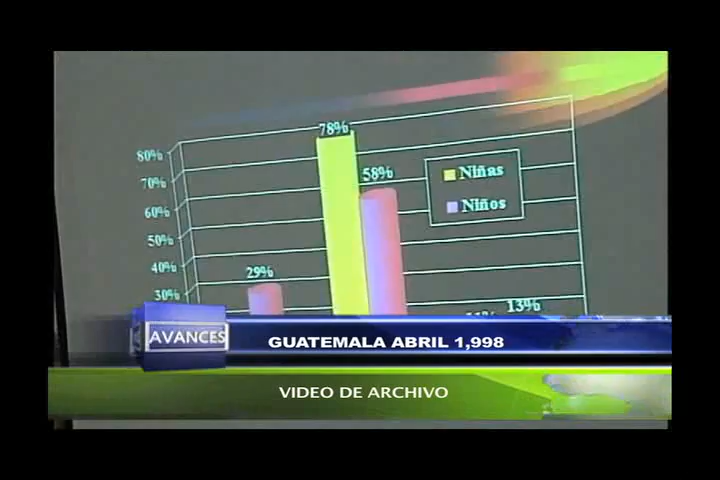 78%
80%
70%
60%
50%
40%
30%
58%
Niñas
Niños
29%
13%
AVANCES
GUATEMALA ABRIL 1,998
VIDEO DE ARCHIVO